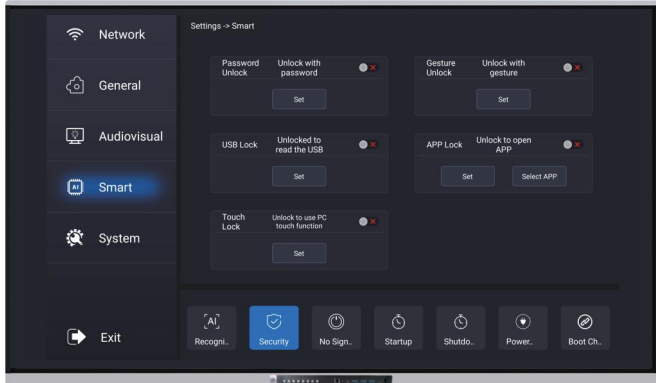 Settings -> Smart
Network
General
Audiovisual
AI
Smart
System
Exit
Password
Unlock
Unlock with
password
Set
Gesture
Unlock
Unlock with
gesture
Set
USB Lock
Unlocked to
read the USB
Set
APP Lock
Unlock to open
APP
Set
Select APP
Touch
Lock
Unlock to use PC
touch function
Set
AI
Recogni..
Security
No Sign..
Startup
Shutdo..
Power..
Boot Ch..